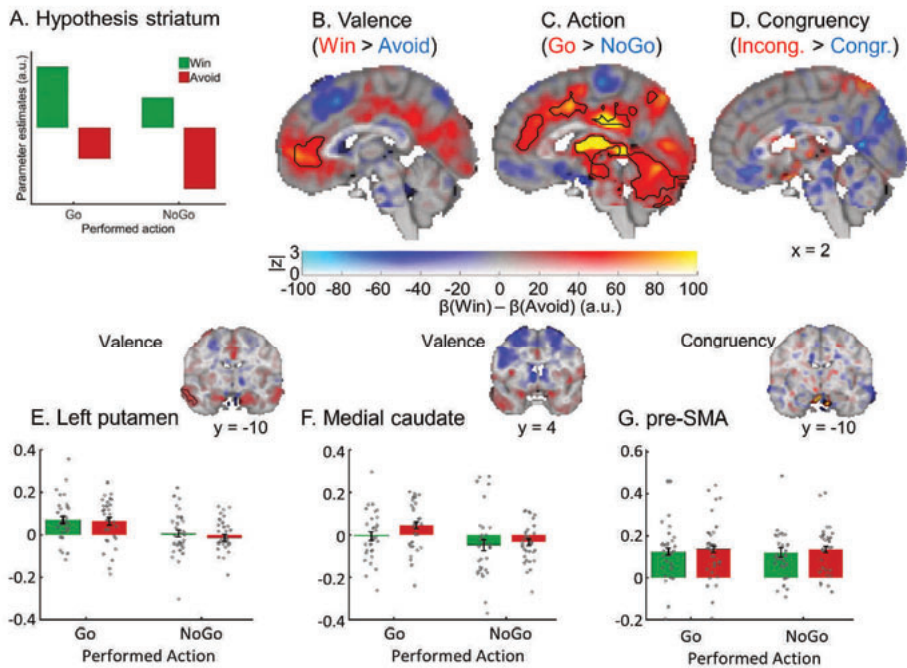 A. Hypothesis striatum
Parameter estimates (a.u.)
Win
Avoid
Go NoGo
Performed action
B. Valence
(Win > Avoid)
C. Action
(Go > NoGo)
D. Congruency
(Incong. > Congr.)
x = 2
|z|
3
0
-100 -80 -60 -40 -20 0 20 40 60 80 100
β(Win) – β(Avoid) (a.u.)
Valence
y = -10
E. Left putamen
0.4
0.2
0
-0.2
-0.4
Go NoGo
Performed Action
Valence
y = 4
F. Medial caudate
0.4
0.2
0
-0.2
-0.4
Go NoGo
Performed Action
Congruency
y = -10
G. pre-SMA
0.6
0.4
0.2
0
0.2
Go NoGo
Performed Action